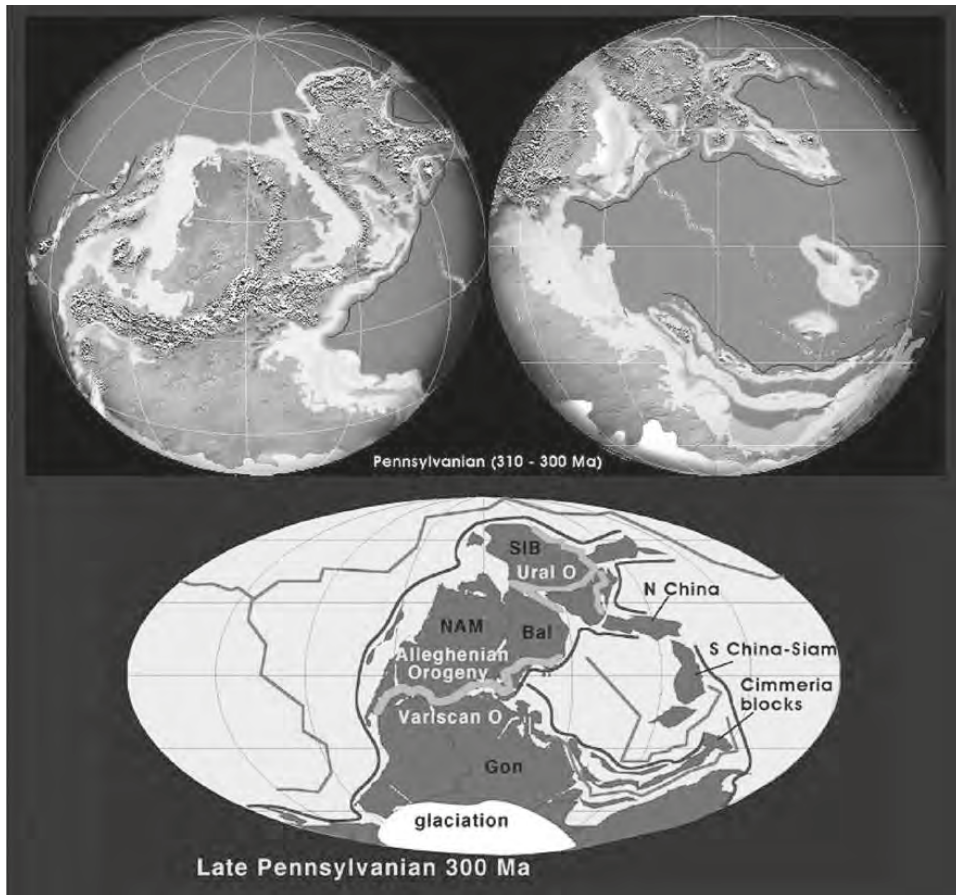 Pennsylvanian (310 - 300 Ma)
SIB
Ural O
N China
NAM
Bal
S China-Siam
Alleghenian
Orogeny
Cimmeria
blocks
Variscan O
Gon
glaciation
Late Pennsylvanian 300 Ma